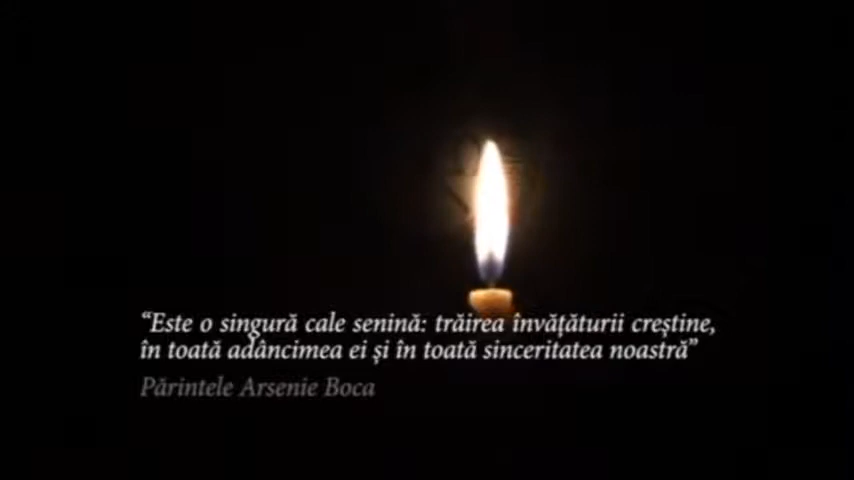 “Este o singură cale senină: trăirea învățăturii creștine,
în toată adâncimea ei și în toată sinceritatea noastră”
Părintele Arsenie Boca